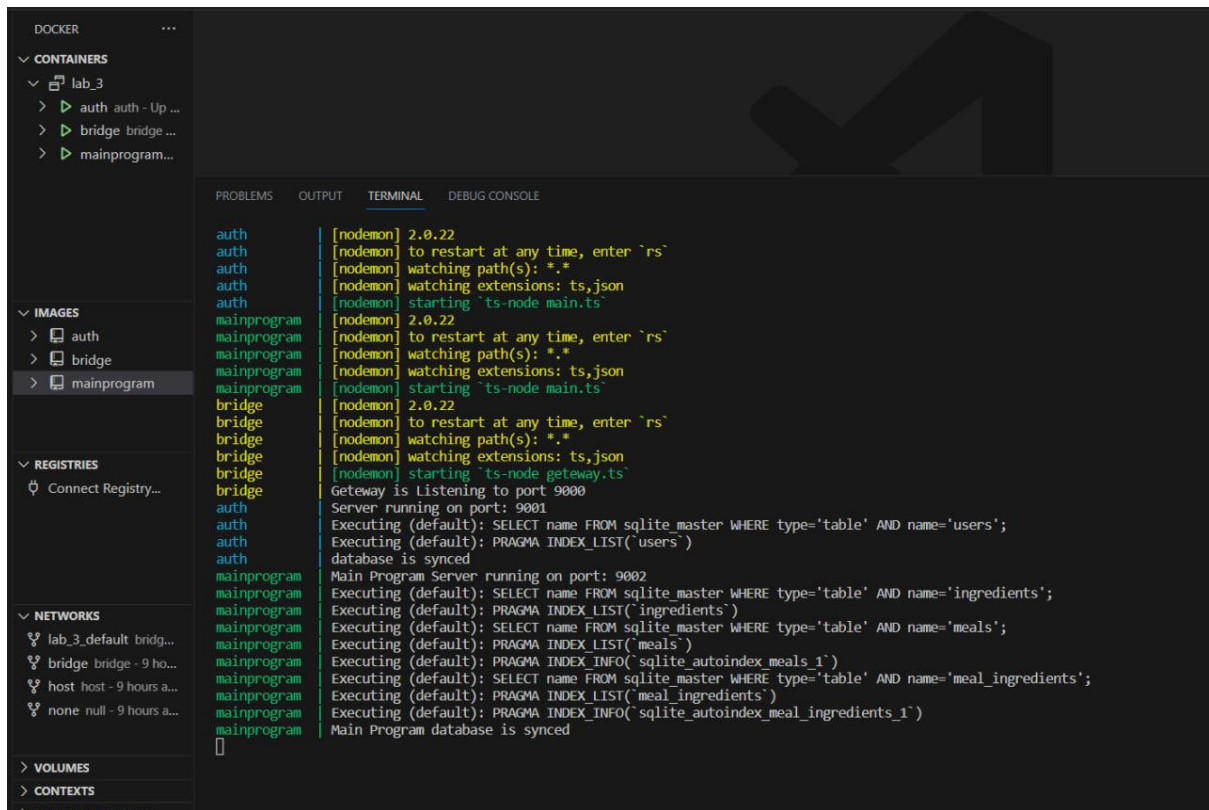 DOCKER ...
CONTAINERS
lab_3
auth auth - Up ...
bridge bridge ...
mainprogram...
IMAGES
auth
bridge
mainprogram
REGISTRIES
Connect Registry...
NETWORKS
lab_3_default bridg...
bridge bridge - 9 ho...
host host - 9 hours a...
none null - 9 hours a...
VOLUMES
CONTEXTS
PROBLEMS OUTPUT TERMINAL DEBUG CONSOLE
auth | [nodemon] 2.0.22
auth | [nodemon] to restart at any time, enter `rs`
auth | [nodemon] watching path(s): *.*
auth | [nodemon] watching extensions: ts,json
auth | [nodemon] starting `ts-node main.ts`
mainprogram | [nodemon] 2.0.22
mainprogram | [nodemon] to restart at any time, enter `rs`
mainprogram | [nodemon] watching path(s): *.*
mainprogram | [nodemon] watching extensions: ts,json
mainprogram | [nodemon] starting `ts-node main.ts`
bridge | [nodemon] 2.0.22
bridge | [nodemon] to restart at any time, enter `rs`
bridge | [nodemon] watching path(s): *.*
bridge | [nodemon] watching extensions: ts,json
bridge | [nodemon] starting `ts-node geteway.ts`
bridge | Geteway is Listening to port 9000
auth | Server running on port: 9001
auth | Executing (default): SELECT name FROM sqlite_master WHERE type='table' AND name='users';
auth | Executing (default): PRAGMA INDEX_LIST(`users`)
auth | database is synced
mainprogram | Main Program Server running on port: 9002
mainprogram | Executing (default): SELECT name FROM sqlite_master WHERE type='table' AND name='ingredients';
mainprogram | Executing (default): PRAGMA INDEX_LIST(`ingredients`)
mainprogram | Executing (default): SELECT name FROM sqlite_master WHERE type='table' AND name='meals';
mainprogram | Executing (default): PRAGMA INDEX_LIST(`meals`)
mainprogram | Executing (default): PRAGMA INDEX_INFO(`sqlite_autoindex_meals_1`)
mainprogram | Executing (default): SELECT name FROM sqlite_master WHERE type='table' AND name='meal_ingredients';
mainprogram | Executing (default): PRAGMA INDEX_LIST(`meal_ingredients`)
mainprogram | Executing (default): PRAGMA INDEX_INFO(`sqlite_autoindex_meal_ingredients_1`)
mainprogram | Main Program database is synced